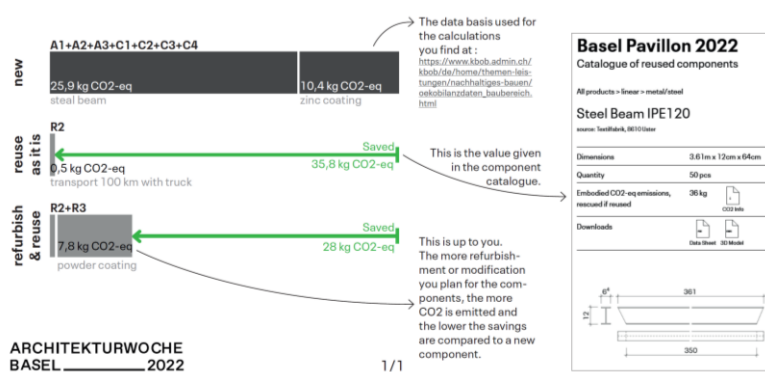 A1+A2+A3+C1+C2+C3+C4
new
25,9 kg CO2-eq
10,4 kg CO2-eq
steal beam
zinc coating
The data basis used for
the calculations
you find at :
https://www.kbob.admin.ch/
kbob/de/home/themen-leis-
tungen/nachhaltiges-bauen/
oekobilanzdaten_baubereich.
html
R2
reuse
as it is
Saved
0,5 kg CO2-eq
35,8 kg CO2-eq
transport 100 km with truck
This is the value given
in the component
catalogue.
R2+R3
refurbish
& reuse
Saved
7,8 kg CO2-eq
28 kg CO2-eq
powder coating
This is up to you.
The more refurbish-
ment or modification
you plan for the com-
ponents, the more
CO2 is emitted and
the lower the savings
are compared to a new
component.
ARCHITEKTURWOCHE
BASEL 2022
1/1
Basel Pavillon 2022
Catalogue of reused components
All products > linear > metal/steel
Steel Beam IPE120
source: Textilfabrik, 8610 Uster
Dimensions 3.61m x 12cm x 64cm
Quantity 50 pcs
Embodied CO2-eq emissions, 36 kg
rescued if reused
CO2 Info
Downloads
Data Sheet 3D Model
6⁴
361
12
350